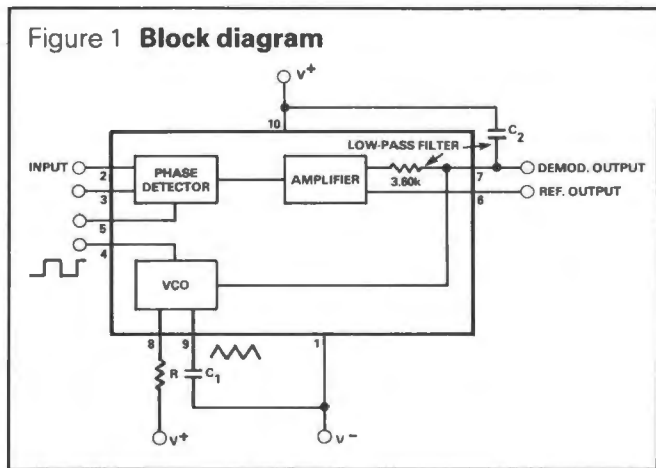 Figure 1 Block diagram
V+
10
C2
LOW-PASS FILTER
INPUT
2
PHASE DETECTOR
AMPLIFIER
3.60k
7
DEMOD. OUTPUT
3
6
REF. OUTPUT
5
4
VCO
8
9
1
R
C1
V+
V−